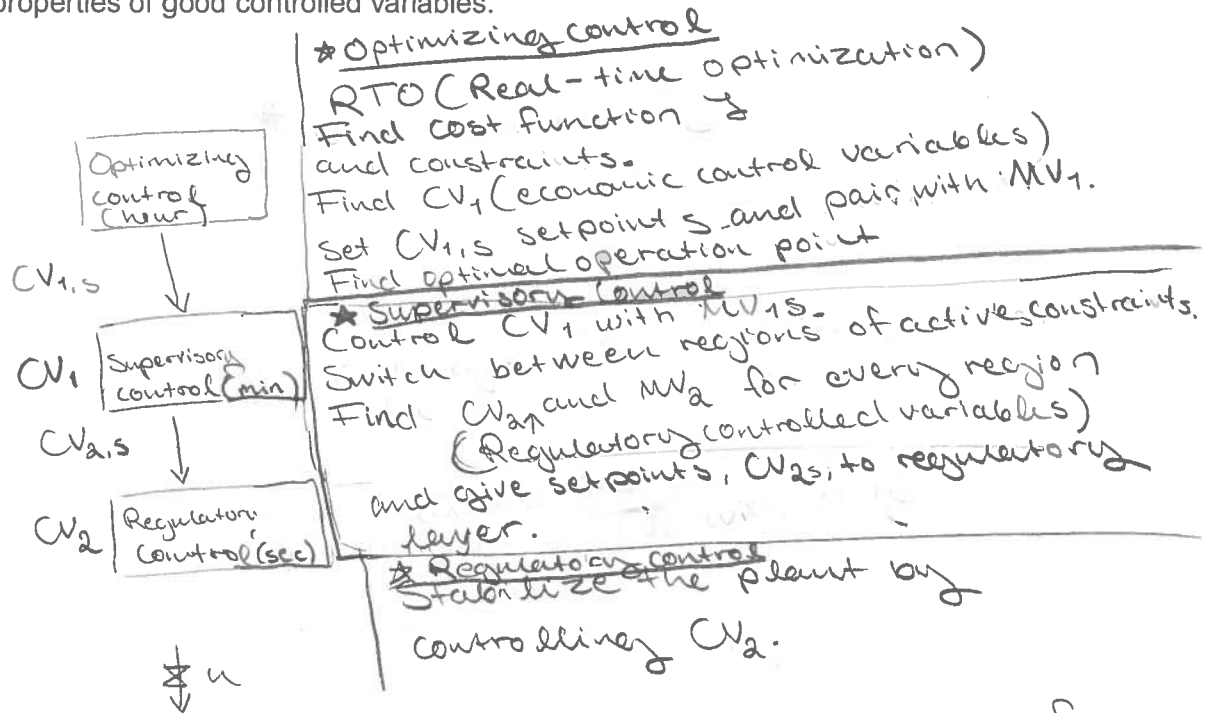 properties of good controlled variables.
★ Optimizing control
RTO (Real-time optimization)
Find cost function J
and constraints.
Find CV1 (economic control variables)
Set CV1,s setpoints and pair with MV1.
Find optimal operation point
Optimizing
control
(hour)
CV1,s
★ Supervisory control
Control CV1 with MV1s.
Switch between regions of active constraints.
Find CV2, and MV2 for every region
(Regulatory controlled variables)
and give setpoints, CV2s, to regulatory
layer.
CV1
Supervisory
control (min)
CV2,s
CV2
Regulatory
control (sec)
★ Regulatory control
Stabilize the plant by
controlling CV2.
u